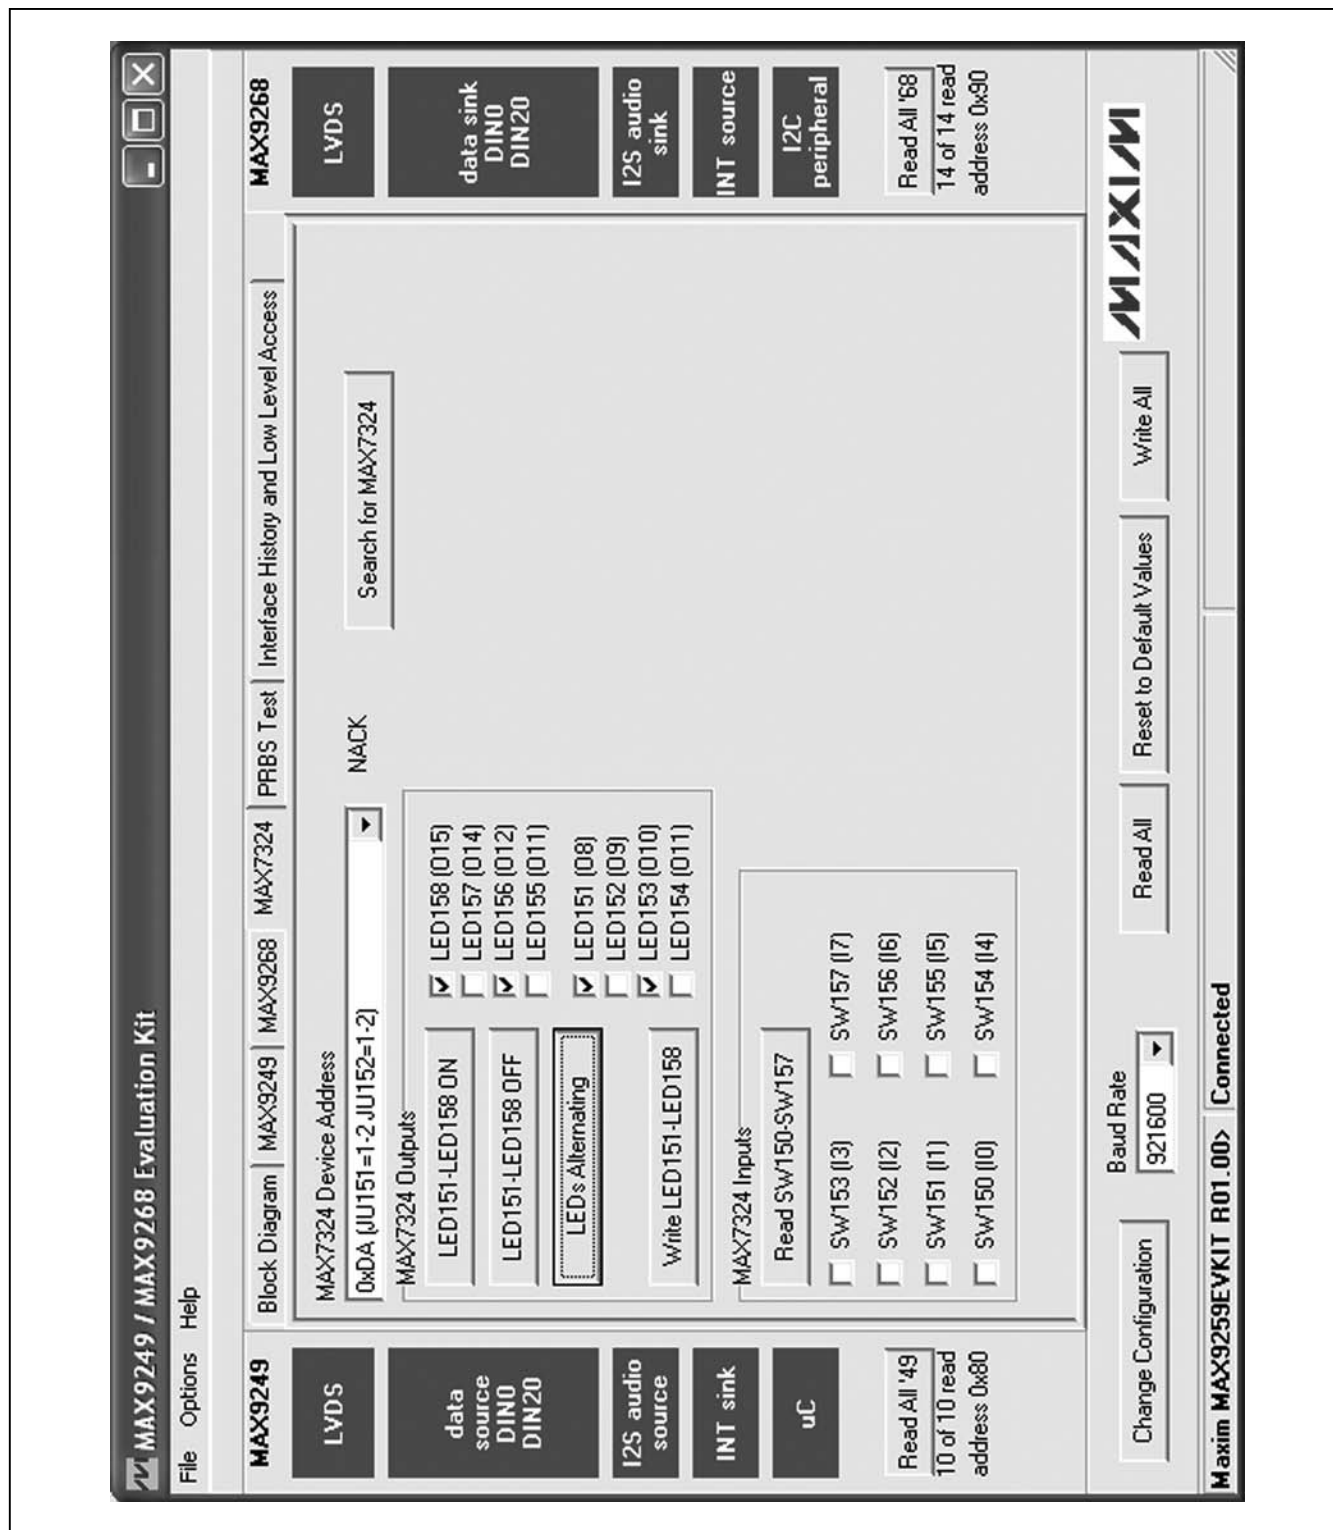 MAX9249 / MAX9268 Evaluation Kit
File Options Help
MAX9249
LVDS
data
source
DIN0
DIN20
I2S audio
source
INT sink
uC
Read All '49
10 of 10 read
address 0x80
Block Diagram MAX9249 MAX9268 MAX7324 PRBS Test Interface History and Low Level Access
MAX7324 Device Address
0xDA (JU151=1-2 JU152=1-2) NACK Search for MAX7324
MAX7324 Outputs
LED151-LED158 ON
LED151-LED158 OFF
LEDs Alternating
Write LED151-LED158
LED158 (O15)
LED157 (O14)
LED156 (O12)
LED155 (O11)
LED151 (O8)
LED152 (O9)
LED153 (O10)
LED154 (O11)
MAX7324 Inputs
Read SW150-SW157
SW153 (I3) SW157 (I7)
SW152 (I2) SW156 (I6)
SW151 (I1) SW155 (I5)
SW150 (I0) SW154 (I4)
MAX9268
LVDS
data sink
DIN0
DIN20
I2S audio
sink
INT source
I2C
peripheral
Read All '68
14 of 14 read
address 0x90
Change Configuration
Baud Rate
921600
Read All Reset to Default Values Write All
MAXIM
Maxim MAX9259EVKIT R01.00> Connected